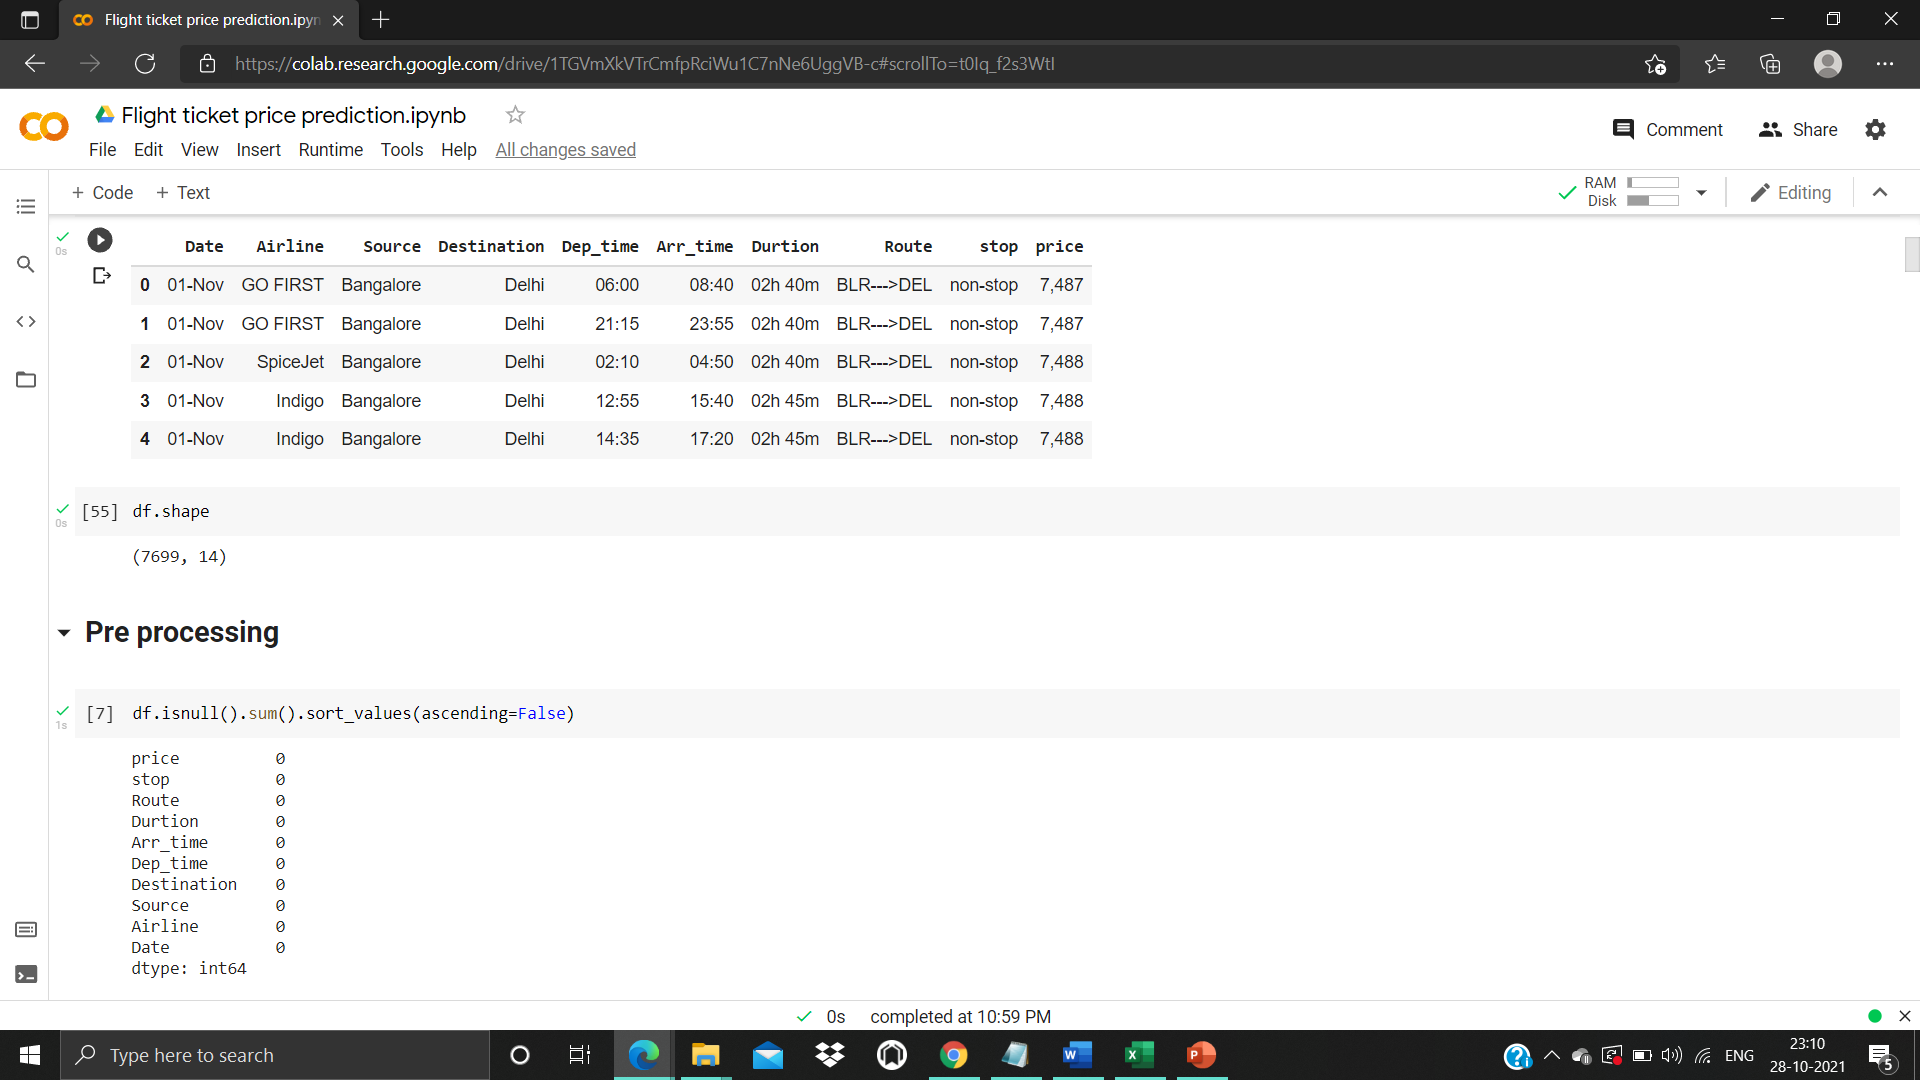 Flight ticket price prediction.ipyn
https://colab.research.google.com/drive/1TGVmXkVTrCmfpRciWu1C7nNe6UggVB-c#scrollTo=t0Iq_f2s3WtI
Flight ticket price prediction.ipynb
Comment Share
File Edit View Insert Runtime Tools Help All changes saved
+ Code + Text
RAM
Disk
Editing
0s
Date Airline Source Destination Dep_time Arr_time Durtion Route stop price
0 01-Nov GO FIRST Bangalore Delhi 06:00 08:40 02h 40m BLR--->DEL non-stop 7,487
1 01-Nov GO FIRST Bangalore Delhi 21:15 23:55 02h 40m BLR--->DEL non-stop 7,487
2 01-Nov SpiceJet Bangalore Delhi 02:10 04:50 02h 40m BLR--->DEL non-stop 7,488
3 01-Nov Indigo Bangalore Delhi 12:55 15:40 02h 45m BLR--->DEL non-stop 7,488
4 01-Nov Indigo Bangalore Delhi 14:35 17:20 02h 45m BLR--->DEL non-stop 7,488
[55] df.shape
0s
(7699, 14)
Pre processing
[7] df.isnull().sum().sort_values(ascending=False)
1s
price 0
stop 0
Route 0
Durtion 0
Arr_time 0
Dep_time 0
Destination 0
Source 0
Airline 0
Date 0
dtype: int64
0s completed at 10:59 PM
Type here to search
ENG
23:10
28-10-2021
5